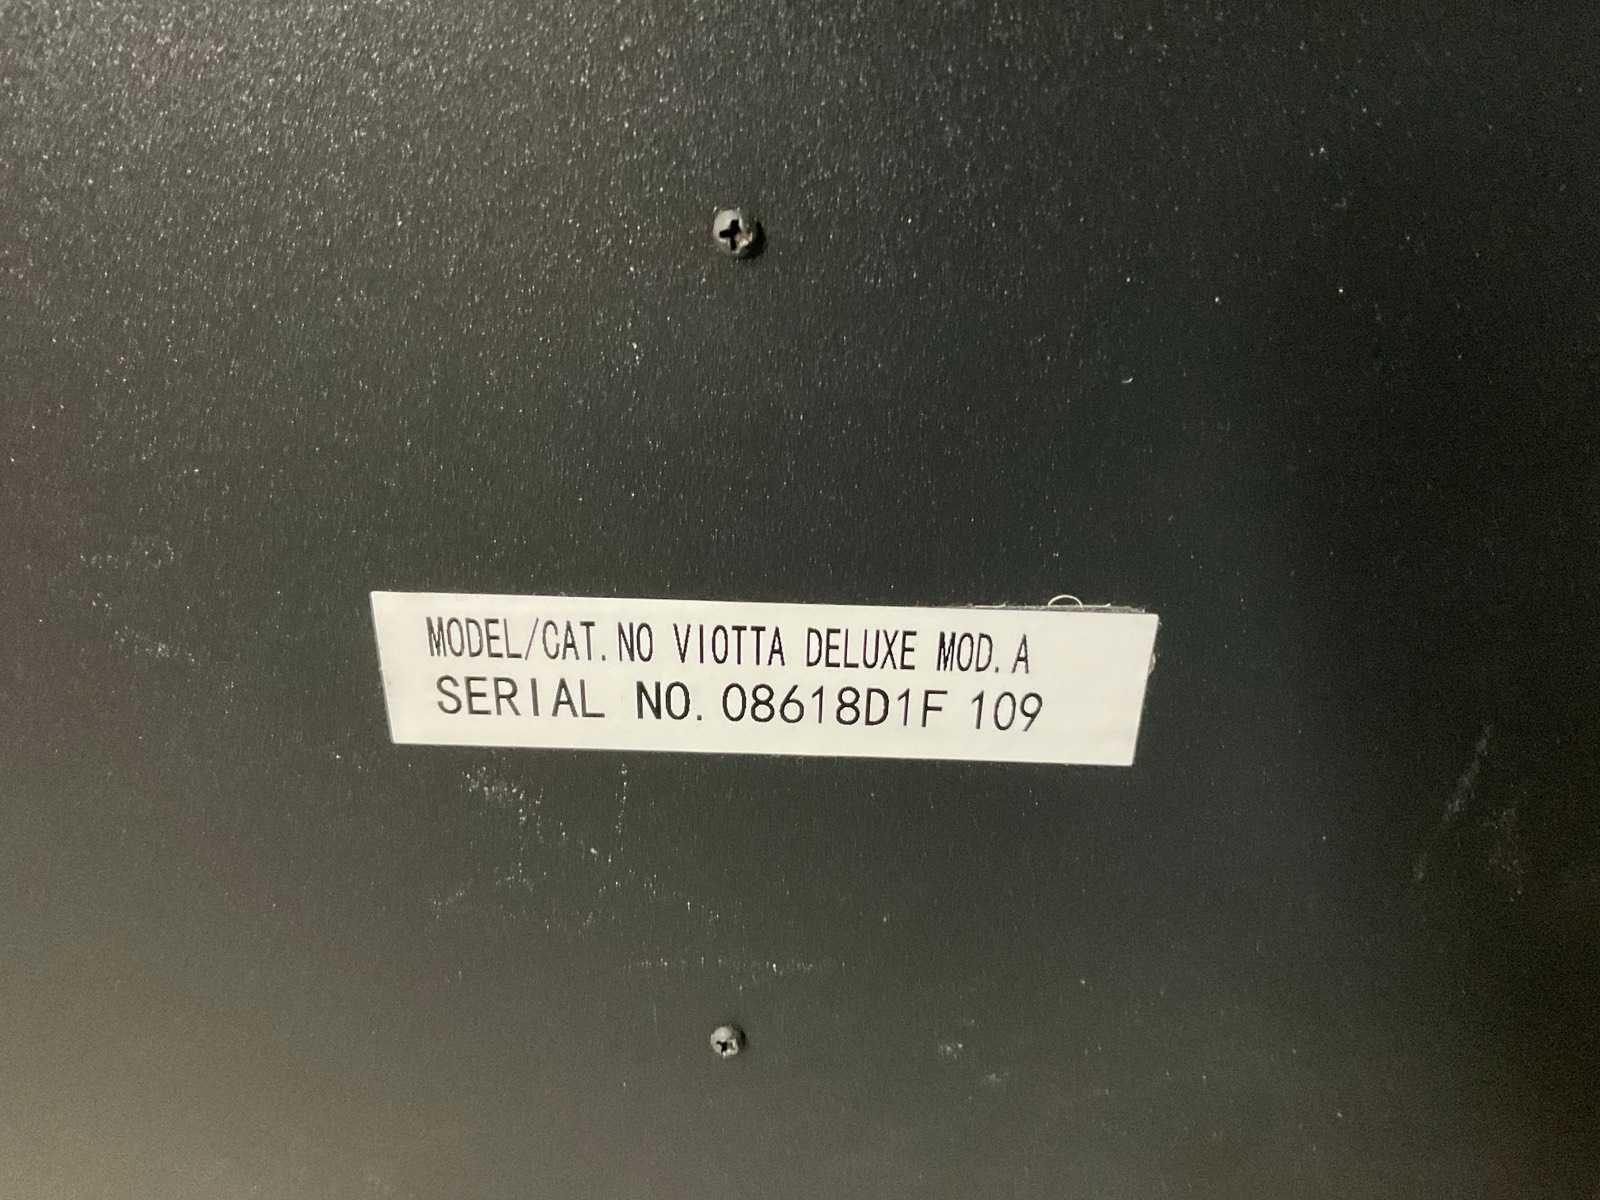 MODEL/CAT.NO VIOTTA DELUXE MOD.A
SERIAL NO.08618D1F 109